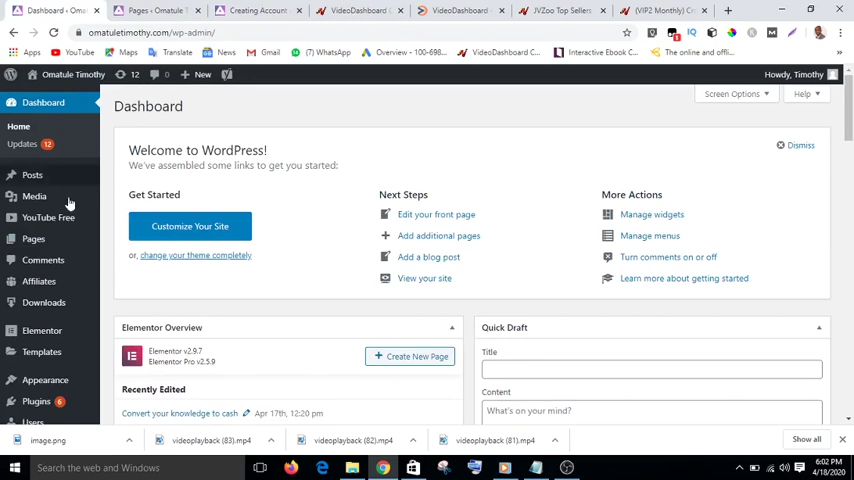 Dashboard ‹ Omatule Tim
Pages ‹ Omatule Timothy
Creating Account ‹
VideoDashboard C
VideoDashboard
JVZoo Top Sellers
(VIP2 Monthly) Cr
omatuletimothy.com/wp-admin/
Apps
YouTube
Maps
Translate
News
Gmail
(7) WhatsApp
Overview - 100-698...
VideoDashboard C...
Interactive Ebook C...
The online and offli...
Omatule Timothy
12
0
New
Howdy, Timothy
Dashboard
Home
Updates 12
Posts
Media
YouTube Free
Pages
Comments
Affiliates
Downloads
Elementor
Templates
Appearance
Plugins 6
Users
Dashboard
Screen Options
Help
Welcome to WordPress!
We've assembled some links to get you started:
Dismiss
Get Started
Customize Your Site
or, change your theme completely
Next Steps
Edit your front page
Add additional pages
Add a blog post
View your site
More Actions
Manage widgets
Manage menus
Turn comments on or off
Learn more about getting started
Elementor Overview
Elementor v2.9.7
Elementor Pro v2.5.9
Create New Page
Recently Edited
Convert your knowledge to cash
Apr 17th, 12:20 pm
Quick Draft
Title
Content
What's on your mind?
image.png
videoplayback (83).mp4
videoplayback (82).mp4
videoplayback (81).mp4
Show all
Search the web and Windows
6:02 PM
4/18/2020